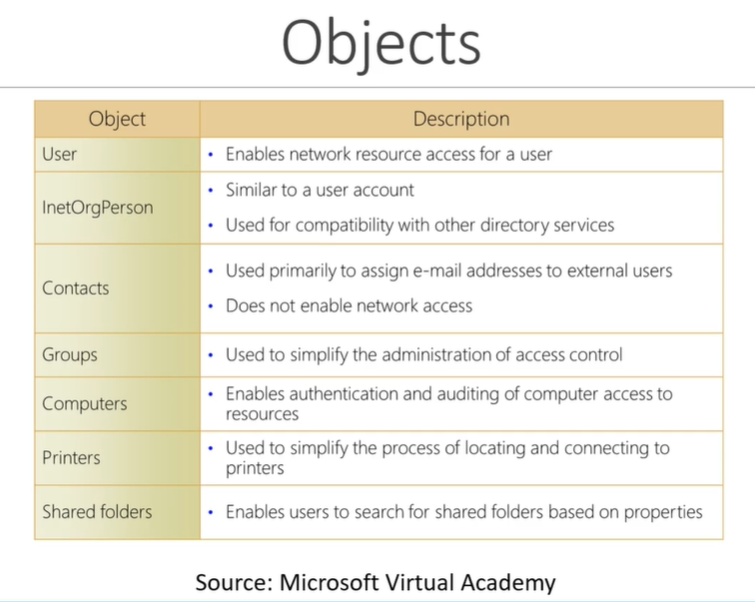 Objects
Object Description
User • Enables network resource access for a user
InetOrgPerson • Similar to a user account
• Used for compatibility with other directory services
Contacts • Used primarily to assign e-mail addresses to external users
• Does not enable network access
Groups • Used to simplify the administration of access control
Computers • Enables authentication and auditing of computer access to
resources
Printers • Used to simplify the process of locating and connecting to
printers
Shared folders • Enables users to search for shared folders based on properties
Source: Microsoft Virtual Academy